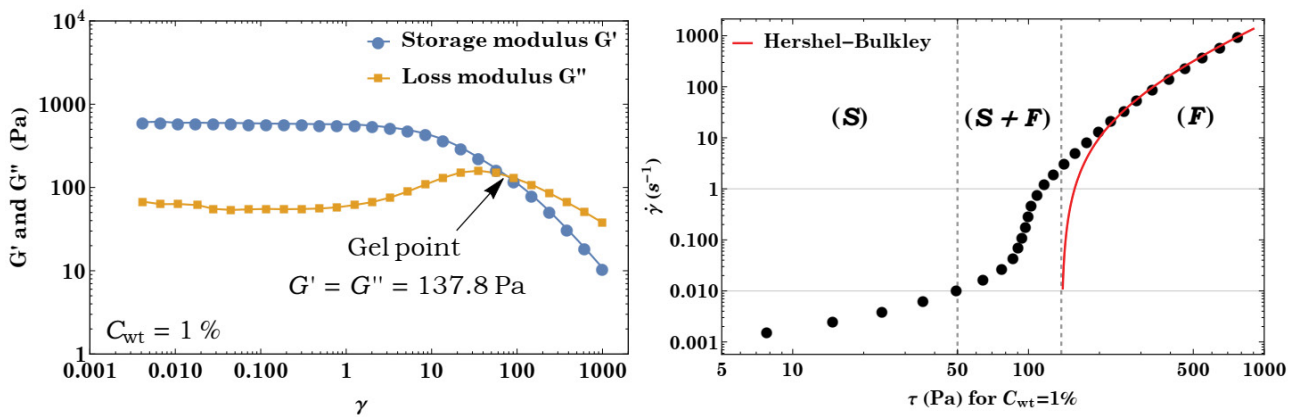 10⁴
1000
100
10
1
G' and G'' (Pa)
Storage modulus G'
Loss modulus G''
Gel point
G' = G'' = 137.8 Pa
C_wt = 1 %
0.001 0.010 0.100 1 10 100 1000
γ
1000
100
10
1
0.100
0.010
0.001
γ̇ (s⁻¹)
Hershel–Bulkley
(S) (S + F) (F)
5 10 50 100 500 1000
τ (Pa) for C_wt=1%